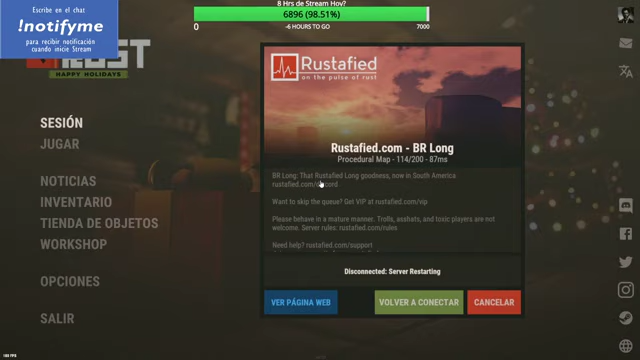 Escribe en el chat
!notifyme
para recibir notificación
cuando inicie Stream
8 Hrs de Stream Hoy?
6896 (98.51%)
0
-6 HOURS TO GO
7000
RUST
HAPPY HOLIDAYS
SESIÓN
JUGAR
NOTICIAS
INVENTARIO
TIENDA DE OBJETOS
WORKSHOP
OPCIONES
SALIR
Rustafied
on the pulse of rust
Rustafied.com - BR Long
Procedural Map - 114/200 - 87ms
BR Long: That Rustafied Long goodness, now in South America:
Want to skip the queue? Get VIP at rustafied.com/vip
Please behave in a mature manner. Trolls, asshats, and toxic players are not
welcome. Server rules: rustafied.com/rules
Need help? rustafied.com/support
Disconnected: Server Restarting
VER PÁGINA WEB
VOLVER A CONECTAR
CANCELAR